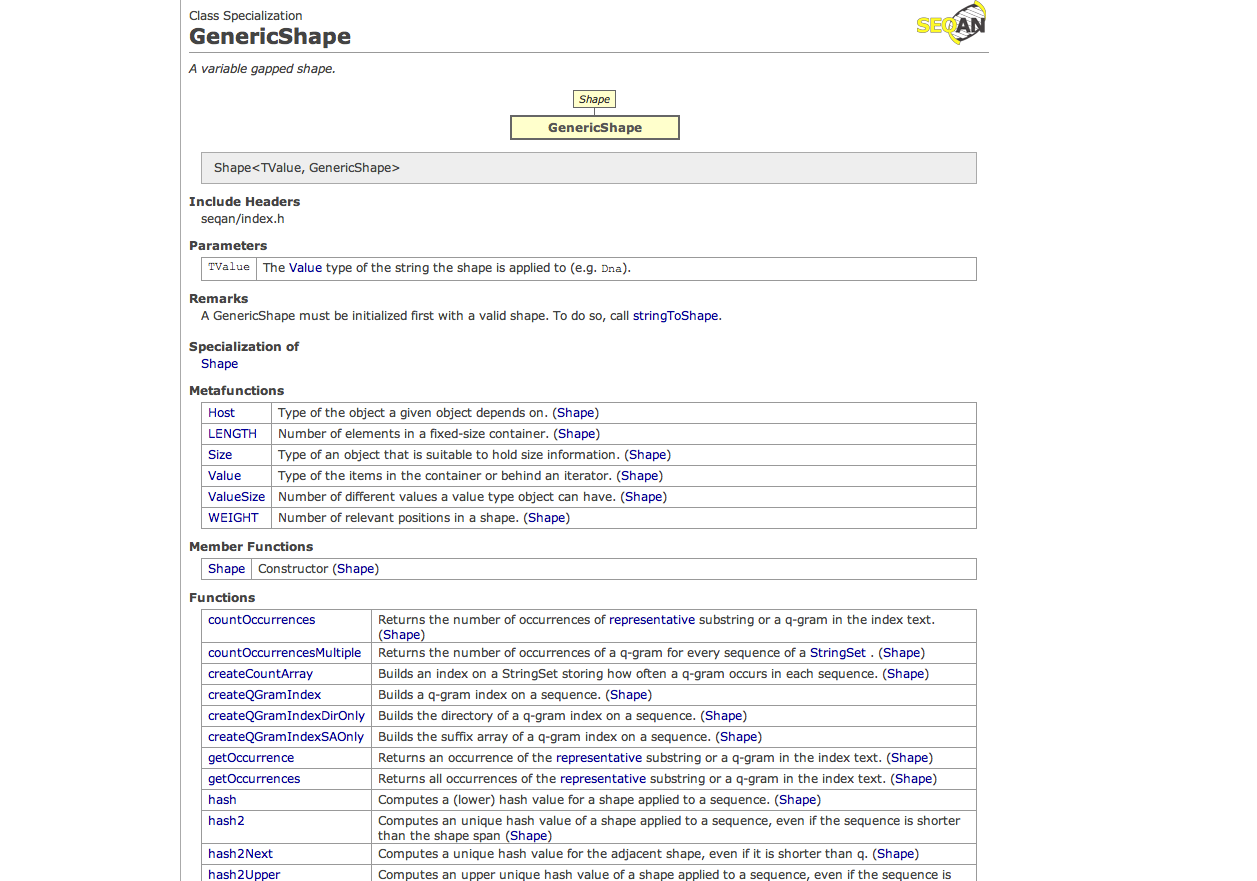 Class Specialization
GenericShape
SEQAN
A variable gapped shape.
Shape
GenericShape
Shape<TValue, GenericShape>
Include Headers
seqan/index.h
Parameters
TValue The Value type of the string the shape is applied to (e.g. Dna).
Remarks
A GenericShape must be initialized first with a valid shape. To do so, call stringToShape.
Specialization of
Shape
Metafunctions
Host Type of the object a given object depends on. (Shape)
LENGTH Number of elements in a fixed-size container. (Shape)
Size Type of an object that is suitable to hold size information. (Shape)
Value Type of the items in the container or behind an iterator. (Shape)
ValueSize Number of different values a value type object can have. (Shape)
WEIGHT Number of relevant positions in a shape. (Shape)
Member Functions
Shape Constructor (Shape)
Functions
countOccurrences Returns the number of occurrences of representative substring or a q-gram in the index text.
(Shape)
countOccurrencesMultiple Returns the number of occurrences of a q-gram for every sequence of a StringSet . (Shape)
createCountArray Builds an index on a StringSet storing how often a q-gram occurs in each sequence. (Shape)
createQGramIndex Builds a q-gram index on a sequence. (Shape)
createQGramIndexDirOnly Builds the directory of a q-gram index on a sequence. (Shape)
createQGramIndexSAOnly Builds the suffix array of a q-gram index on a sequence. (Shape)
getOccurrence Returns an occurrence of the representative substring or a q-gram in the index text. (Shape)
getOccurrences Returns all occurrences of the representative substring or a q-gram in the index text. (Shape)
hash Computes a (lower) hash value for a shape applied to a sequence. (Shape)
hash2 Computes an unique hash value of a shape applied to a sequence, even if the sequence is shorter
than the shape span (Shape)
hash2Next Computes a unique hash value for the adjacent shape, even if it is shorter than q. (Shape)
hash2Upper Computes an upper unique hash value of a shape applied to a sequence, even if the sequence is